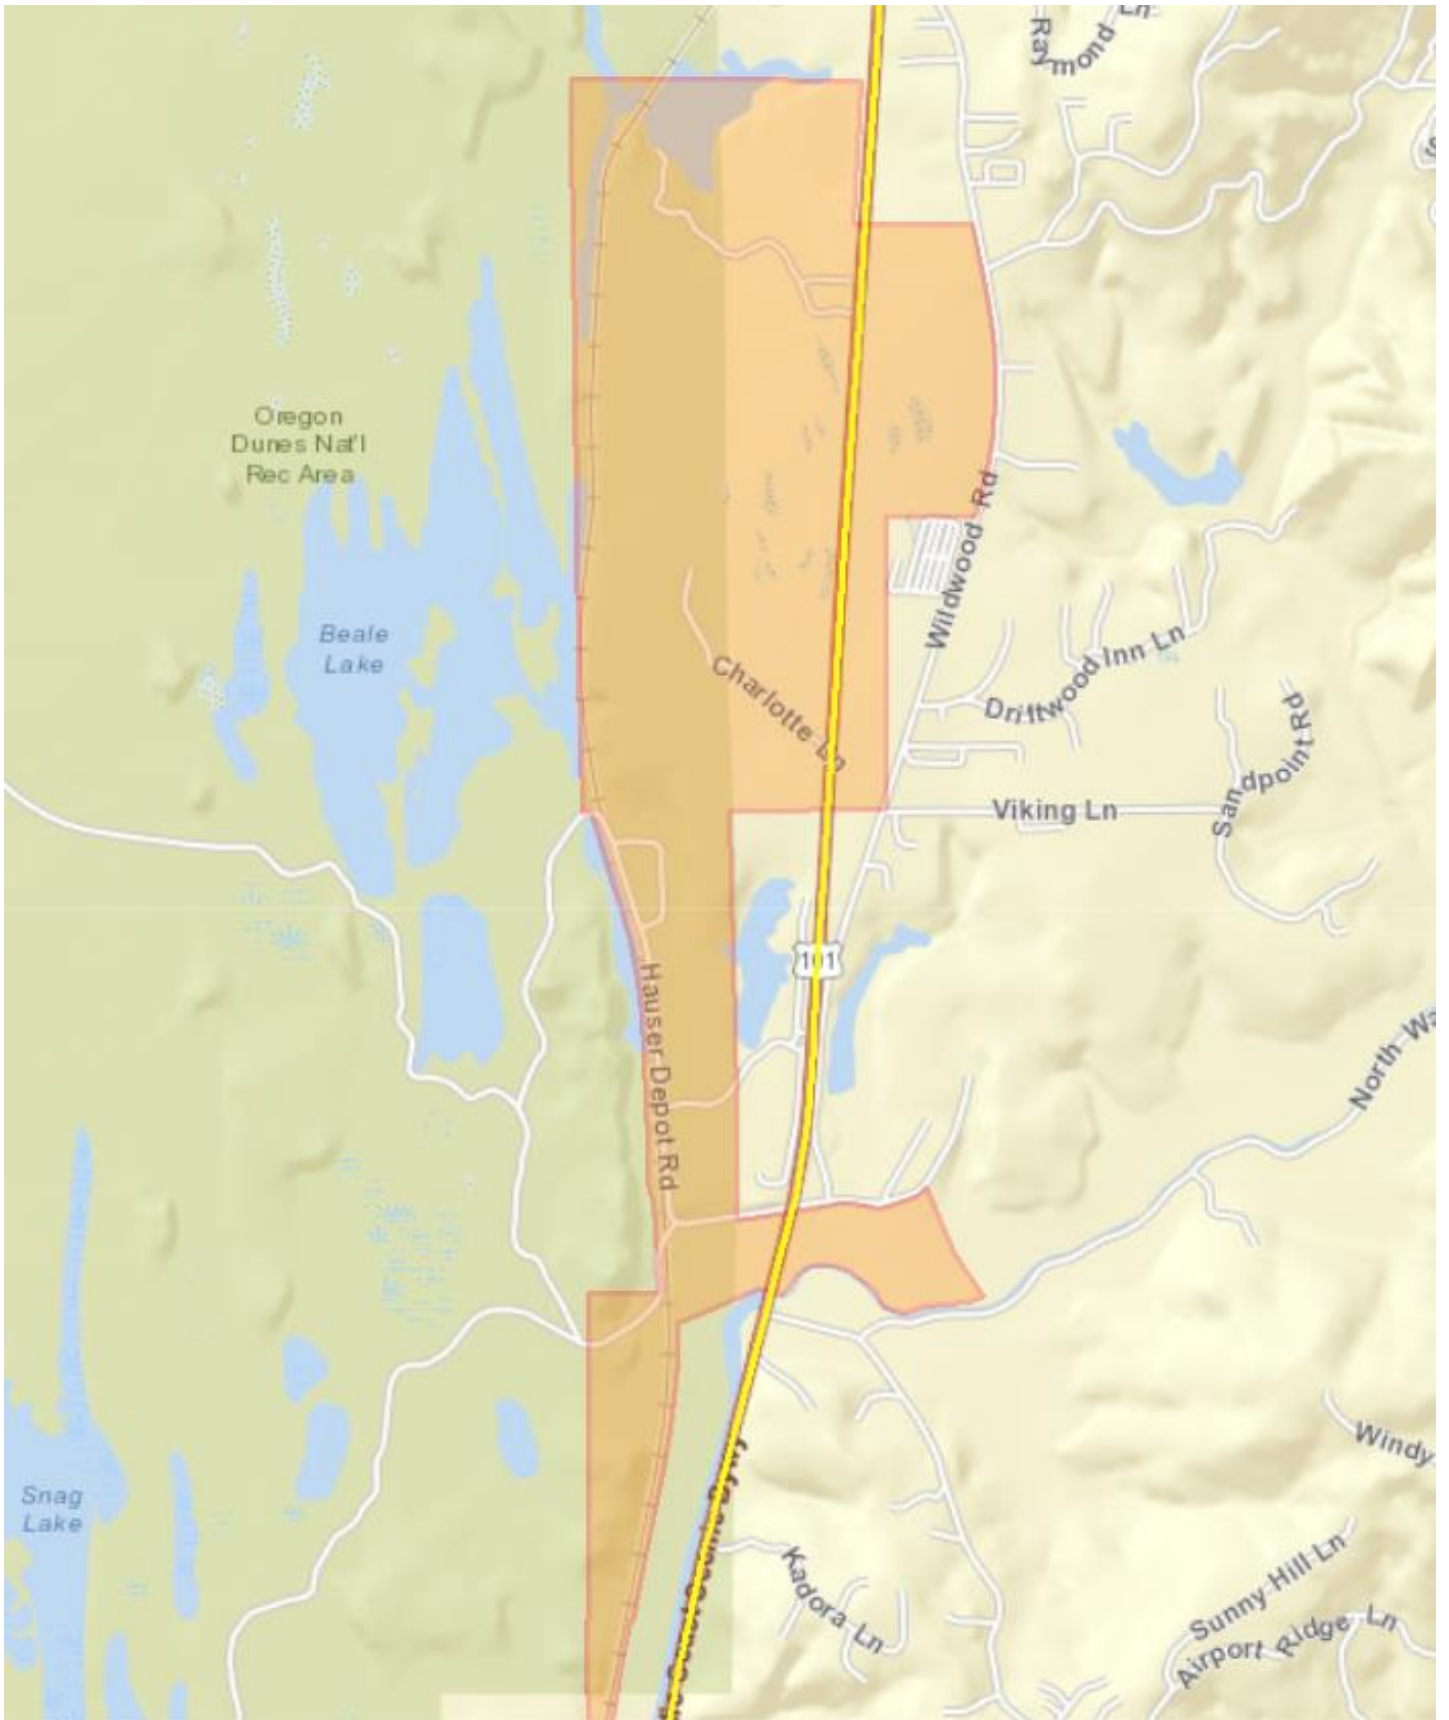 Ln
Raymond
S
Oregon
Dunes Nat'l
Rec Area
Wildwood Rd
Beale
Lake
Driftwood Inn Ln
Charlotte Ln
Sandpoint Rd
Viking Ln
101
Hauser Depot Rd
North Wa
Windy
Snag
Lake
Kadora Ln
Sunny Hill Ln
Airport Ridge Ln